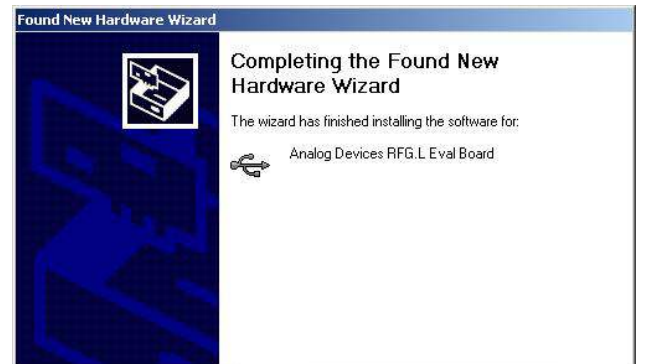 Found New Hardware Wizard
Completing the Found New
Hardware Wizard
The wizard has finished installing the software for:
Analog Devices RFG.L Eval Board